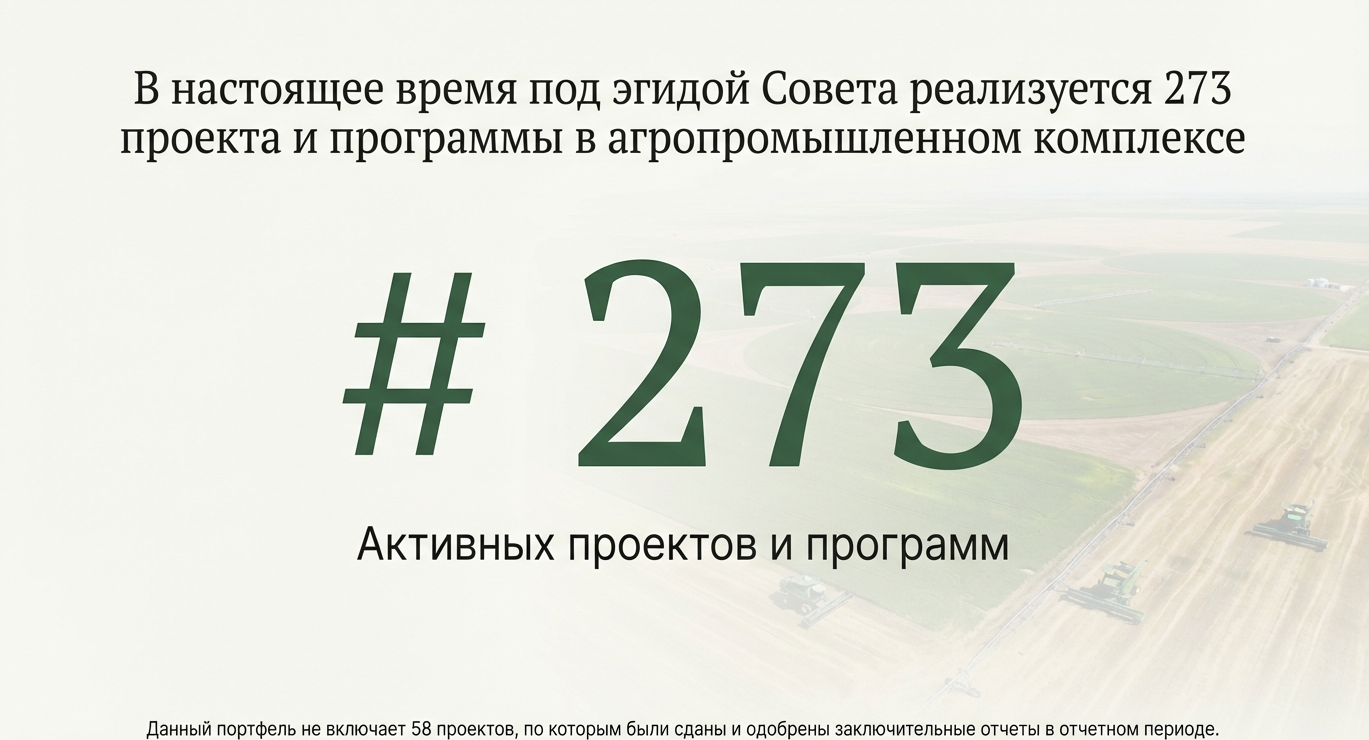 В настоящее время под эгидой Совета реализуется 273
проекта и программы в агропромышленном комплексе
# 273
Активных проектов и программ
Данный портфель не включает 58 проектов, по которым были сданы и одобрены заключительные отчеты в отчетном периоде.